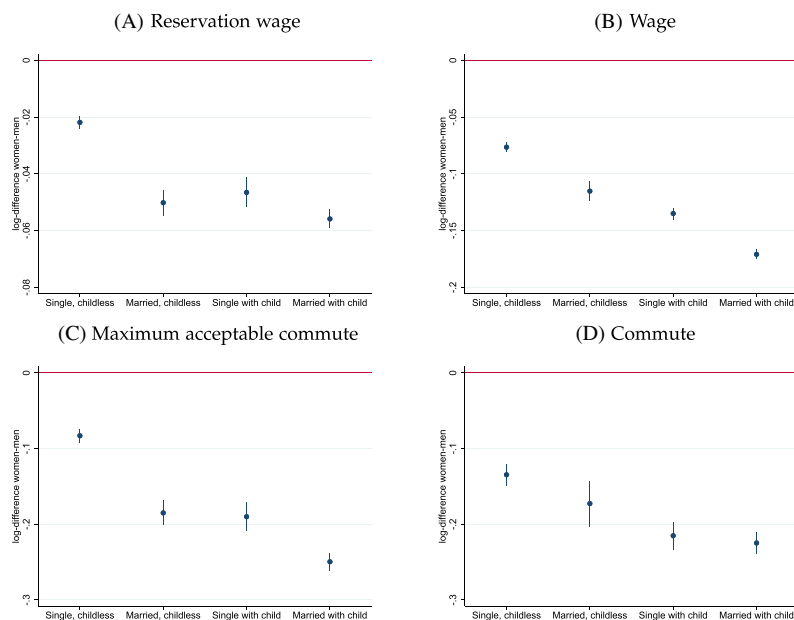 (A) Reservation wage
log-difference women-men
0
-.02
-.04
-.06
-.08
Single, childless Married, childless Single with child Married with child
(B) Wage
log-difference women-men
0
-.05
-.1
-.15
-.2
Single, childless Married, childless Single with child Married with child
(C) Maximum acceptable commute
log-difference women-men
0
-.1
-.2
-.3
Single, childless Married, childless Single with child Married with child
(D) Commute
log-difference women-men
0
-.1
-.2
-.3
Single, childless Married, childless Single with child Married with child